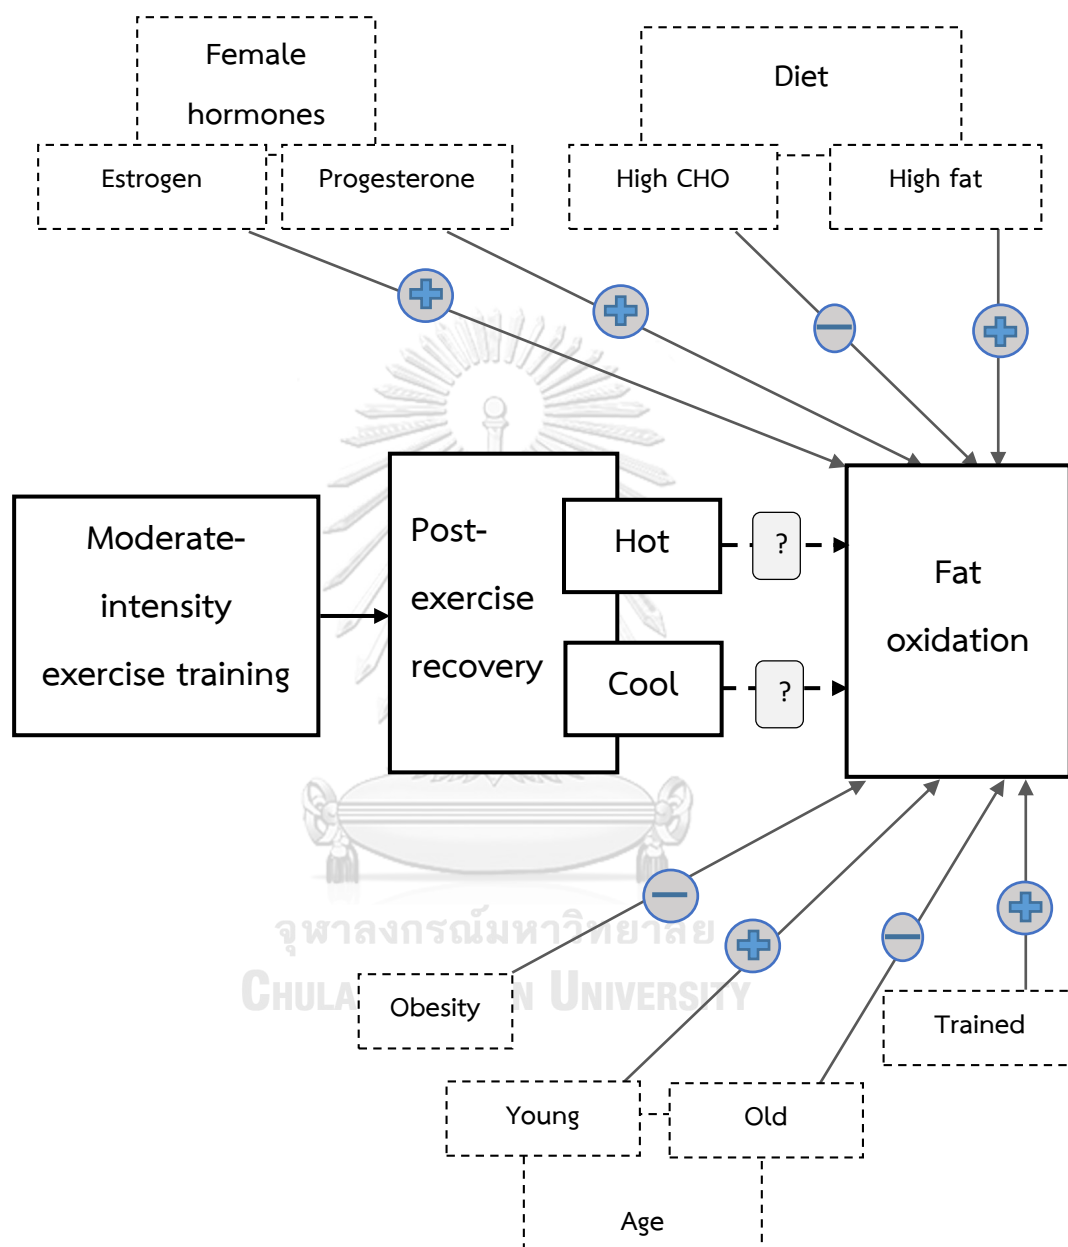 Female
hormones
Diet
Estrogen
Progesterone
High CHO
High fat
Moderate-
intensity
exercise training
Post-
exercise
recovery
Hot
?
Cool
?
Fat
oxidation
จุฬาลงกรณ์มหาวิทยาลัย
CHULA N UNIVERSITY
Obesity
Trained
Young
Old
Age